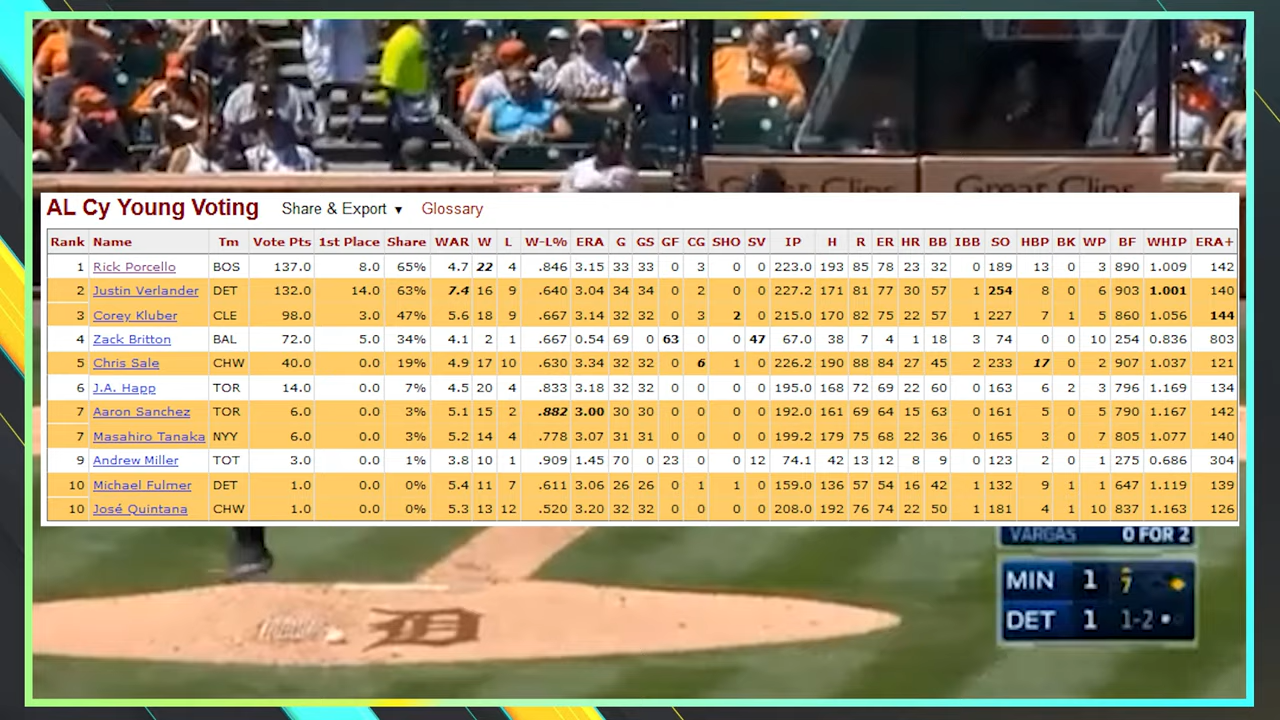 Great Clips Great Clips
AL Cy Young Voting Share & Export ▼ Glossary
Rank Name Tm Vote Pts 1st Place Share WAR W L W-L% ERA G GS GF CG SHO SV IP H R ER HR BB IBB SO HBP BK WP BF WHIP ERA+
1 Rick Porcello BOS 137.0 8.0 65% 4.7 22 4 .846 3.15 33 33 0 3 0 0 223.0 193 85 78 23 32 0 189 13 0 3 890 1.009 142
2 Justin Verlander DET 132.0 14.0 63% 7.4 16 9 .640 3.04 34 34 0 2 0 0 227.2 171 81 77 30 57 1 254 8 0 6 903 1.001 140
3 Corey Kluber CLE 98.0 3.0 47% 5.6 18 9 .667 3.14 32 32 0 3 2 0 215.0 170 82 75 22 57 1 227 7 1 5 860 1.056 144
4 Zack Britton BAL 72.0 5.0 34% 4.1 2 1 .667 0.54 69 0 63 0 0 47 67.0 38 7 4 1 18 3 74 0 0 10 254 0.836 803
5 Chris Sale CHW 40.0 0.0 19% 4.9 17 10 .630 3.34 32 32 0 6 1 0 226.2 190 88 84 27 45 2 233 17 0 2 907 1.037 121
6 J.A. Happ TOR 14.0 0.0 7% 4.5 20 4 .833 3.18 32 32 0 0 0 0 195.0 168 72 69 22 60 0 163 6 2 3 796 1.169 134
7 Aaron Sanchez TOR 6.0 0.0 3% 5.1 15 2 .882 3.00 30 30 0 0 0 0 192.0 161 69 64 15 63 0 161 5 0 5 790 1.167 142
7 Masahiro Tanaka NYY 6.0 0.0 3% 5.2 14 4 .778 3.07 31 31 0 0 0 0 199.2 179 75 68 22 36 0 165 3 0 7 805 1.077 140
9 Andrew Miller TOT 3.0 0.0 1% 3.8 10 1 .909 1.45 70 0 23 0 0 12 74.1 42 13 12 8 9 0 123 2 0 1 275 0.686 304
10 Michael Fulmer DET 1.0 0.0 0% 5.4 11 7 .611 3.06 26 26 0 1 1 0 159.0 136 57 54 16 42 1 132 9 1 1 647 1.119 139
10 José Quintana CHW 1.0 0.0 0% 5.3 13 12 .520 3.20 32 32 0 0 0 0 208.0 192 76 74 22 50 1 181 4 1 10 837 1.163 126
VARGAS 0 FOR 2
MIN 1 7
DET 1 1-2
D